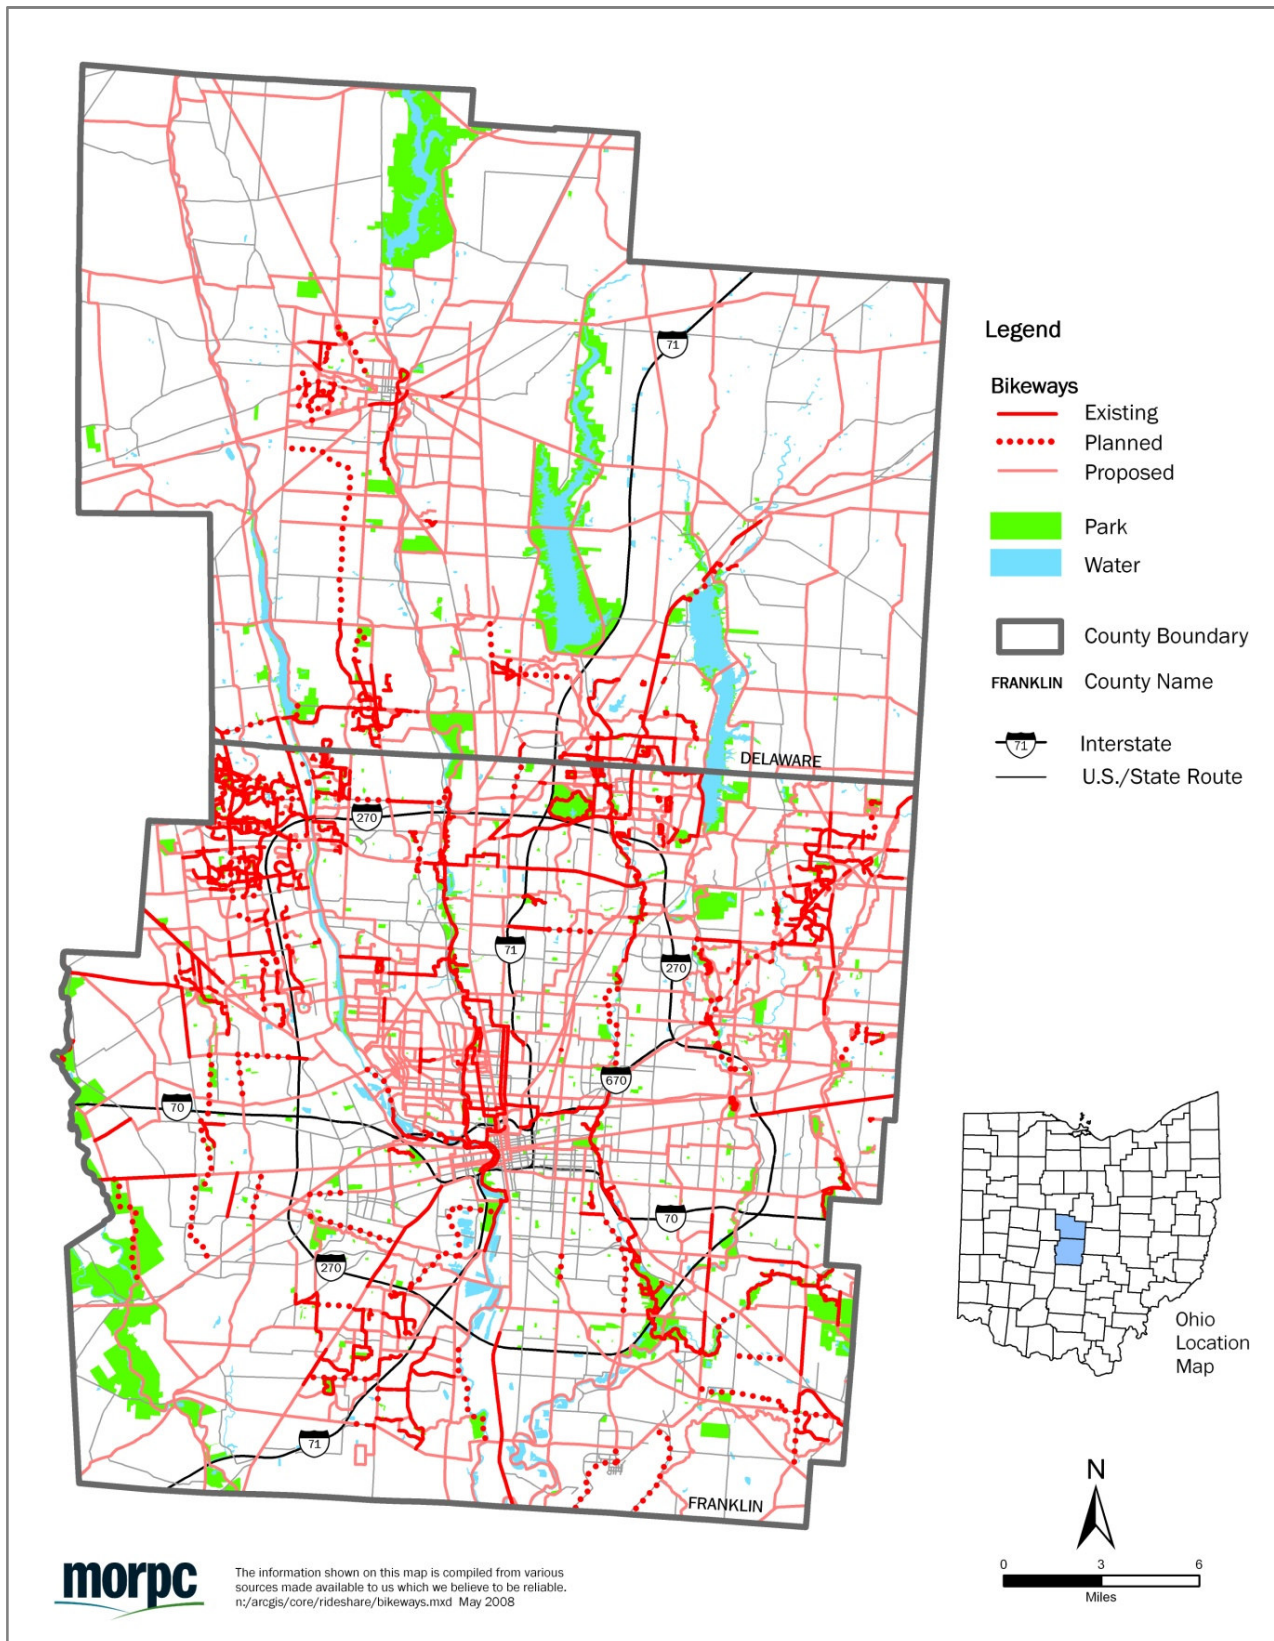 71
Legend
Bikeways
Existing
Planned
Proposed
Park
Water
County Boundary
FRANKLIN County Name
71 Interstate
U.S./State Route
DELAWARE
270
71
270
670
70
70
270
71
FRANKLIN
Ohio
Location
Map
N
0 3 6
Miles
morpc
The information shown on this map is compiled from various
sources made available to us which we believe to be reliable.
n:/arcgis/core/rideshare/bikeways.mxd May 2008